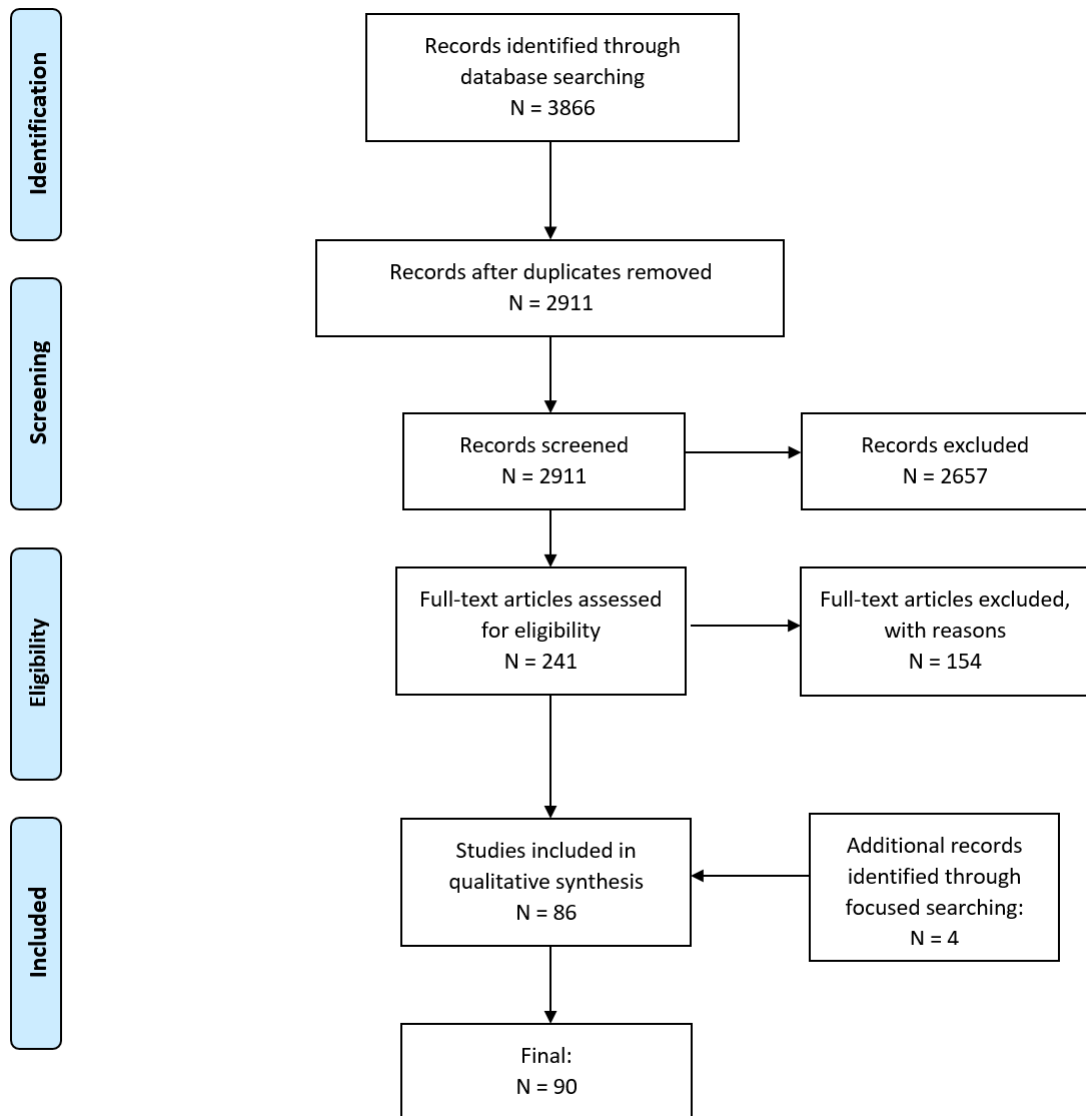 Identification
Records identified through
database searching
N = 3866
Records after duplicates removed
N = 2911
Screening
Records screened
N = 2911
Records excluded
N = 2657
Eligibility
Full-text articles assessed
for eligibility
N = 241
Full-text articles excluded,
with reasons
N = 154
Included
Studies included in
qualitative synthesis
N = 86
Additional records
identified through
focused searching:
N = 4
Final:
N = 90